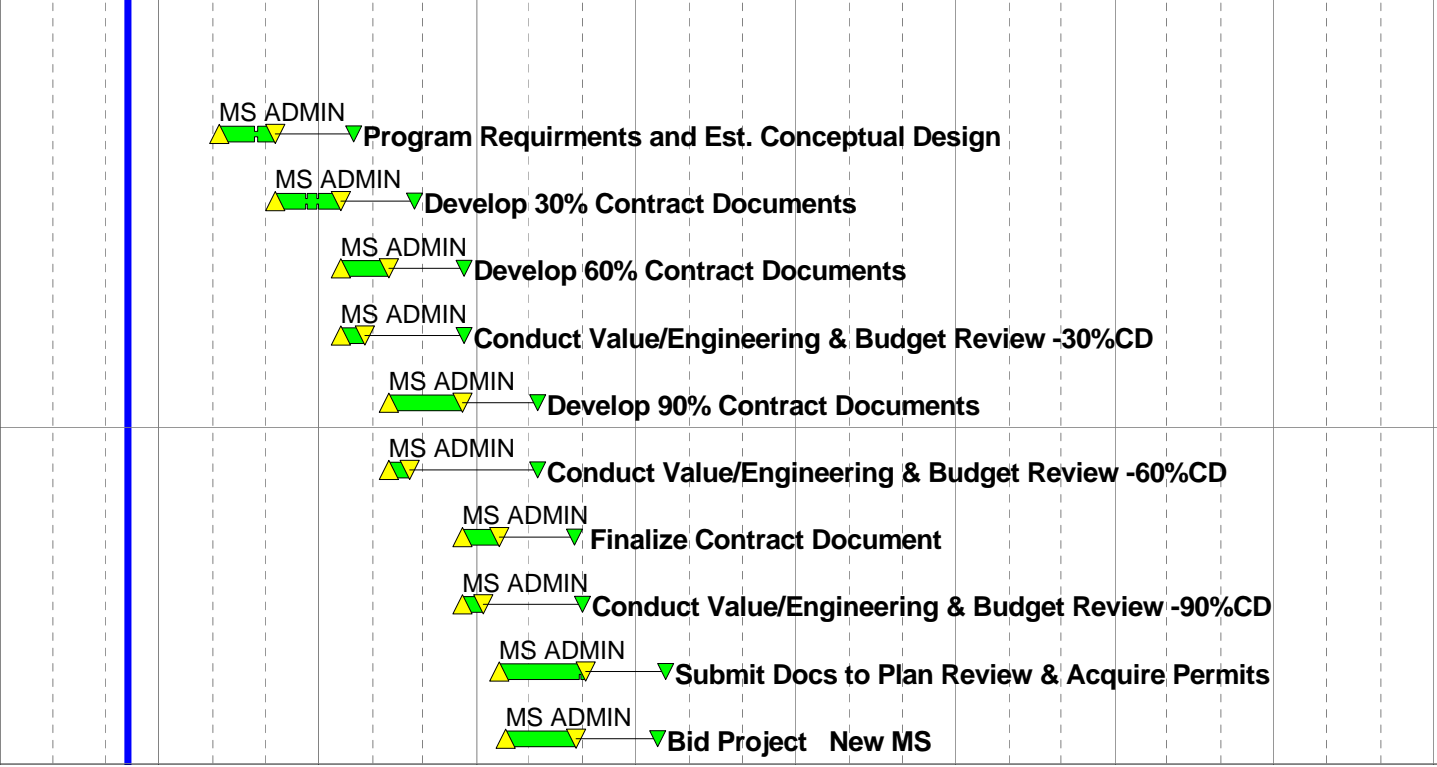 MS ADMIN
Program Requirments and Est. Conceptual Design
MS ADMIN
Develop 30% Contract Documents
MS ADMIN
Develop 60% Contract Documents
MS ADMIN
Conduct Value/Engineering & Budget Review -30%CD
MS ADMIN
Develop 90% Contract Documents
MS ADMIN
Conduct Value/Engineering & Budget Review -60%CD
MS ADMIN
Finalize Contract Document
MS ADMIN
Conduct Value/Engineering & Budget Review -90%CD
MS ADMIN
Submit Docs to Plan Review & Acquire Permits
MS ADMIN
Bid Project   New MS